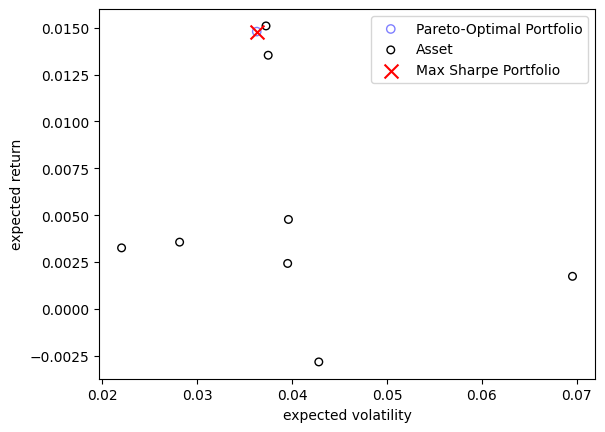 Pareto-Optimal Portfolio
Asset
Max Sharpe Portfolio
0.0150
0.0125
0.0100
0.0075
0.0050
0.0025
0.0000
−0.0025
expected return
0.02 0.03 0.04 0.05 0.06 0.07
expected volatility